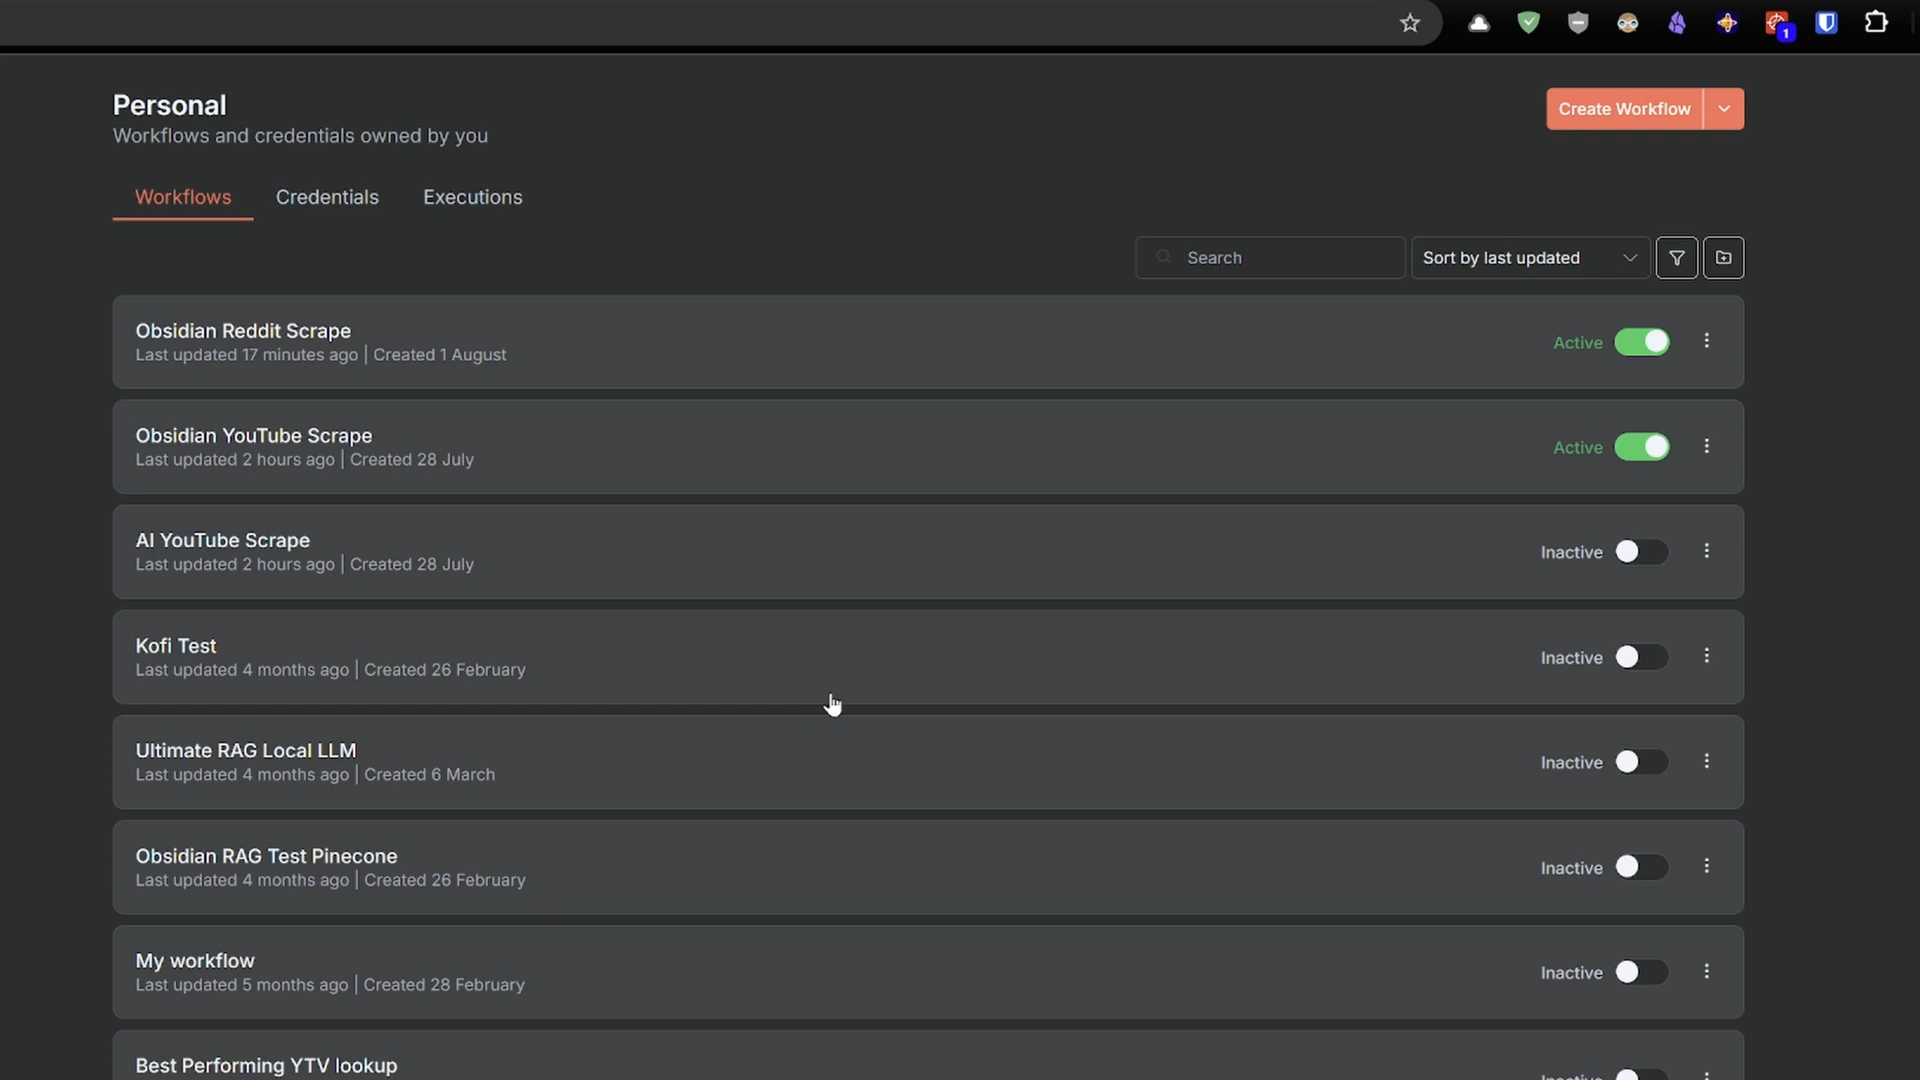 1
Personal
Workflows and credentials owned by you
Create Workflow
Workflows
Credentials
Executions
Search
Sort by last updated
Obsidian Reddit Scrape
Last updated 17 minutes ago | Created 1 August
Active
Obsidian YouTube Scrape
Last updated 2 hours ago | Created 28 July
Active
AI YouTube Scrape
Last updated 2 hours ago | Created 28 July
Inactive
Kofi Test
Last updated 4 months ago | Created 26 February
Inactive
Ultimate RAG Local LLM
Last updated 4 months ago | Created 6 March
Inactive
Obsidian RAG Test Pinecone
Last updated 4 months ago | Created 26 February
Inactive
My workflow
Last updated 5 months ago | Created 28 February
Inactive
Best Performing YTV lookup